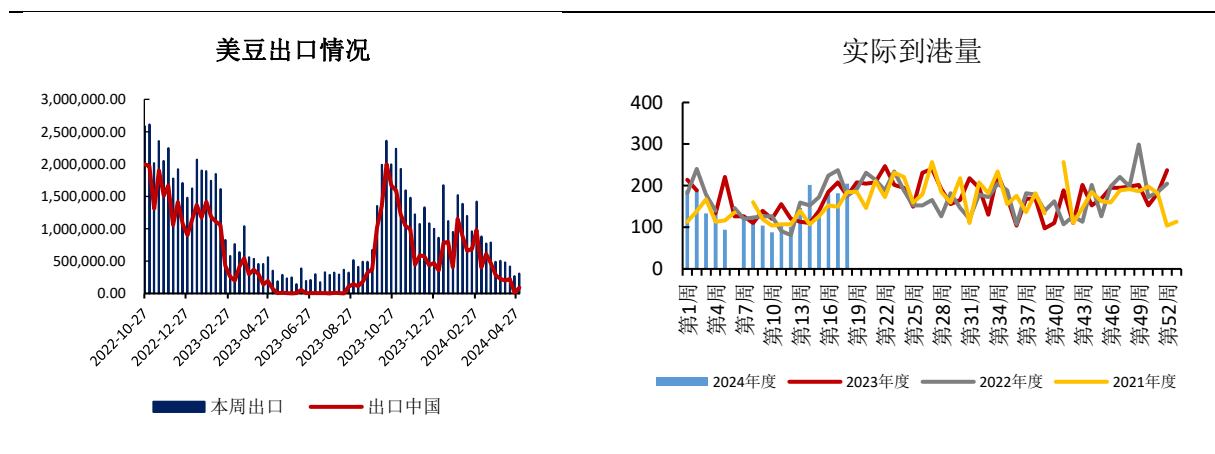 美豆出口情况
3,000,000.00
2,500,000.00
2,000,000.00
1,500,000.00
1,000,000.00
500,000.00
0.00
2022-10-27
2022-12-27
2023-02-27
2023-04-27
2023-06-27
2023-08-27
2023-10-27
2023-12-27
2024-02-27
2024-04-27
本周出口
出口中国
实际到港量
400
300
200
100
0
第1周
第4周
第7周
第10周
第13周
第16周
第19周
第22周
第25周
第28周
第31周
第34周
第37周
第40周
第43周
第46周
第49周
第52周
2024年度
2023年度
2022年度
2021年度